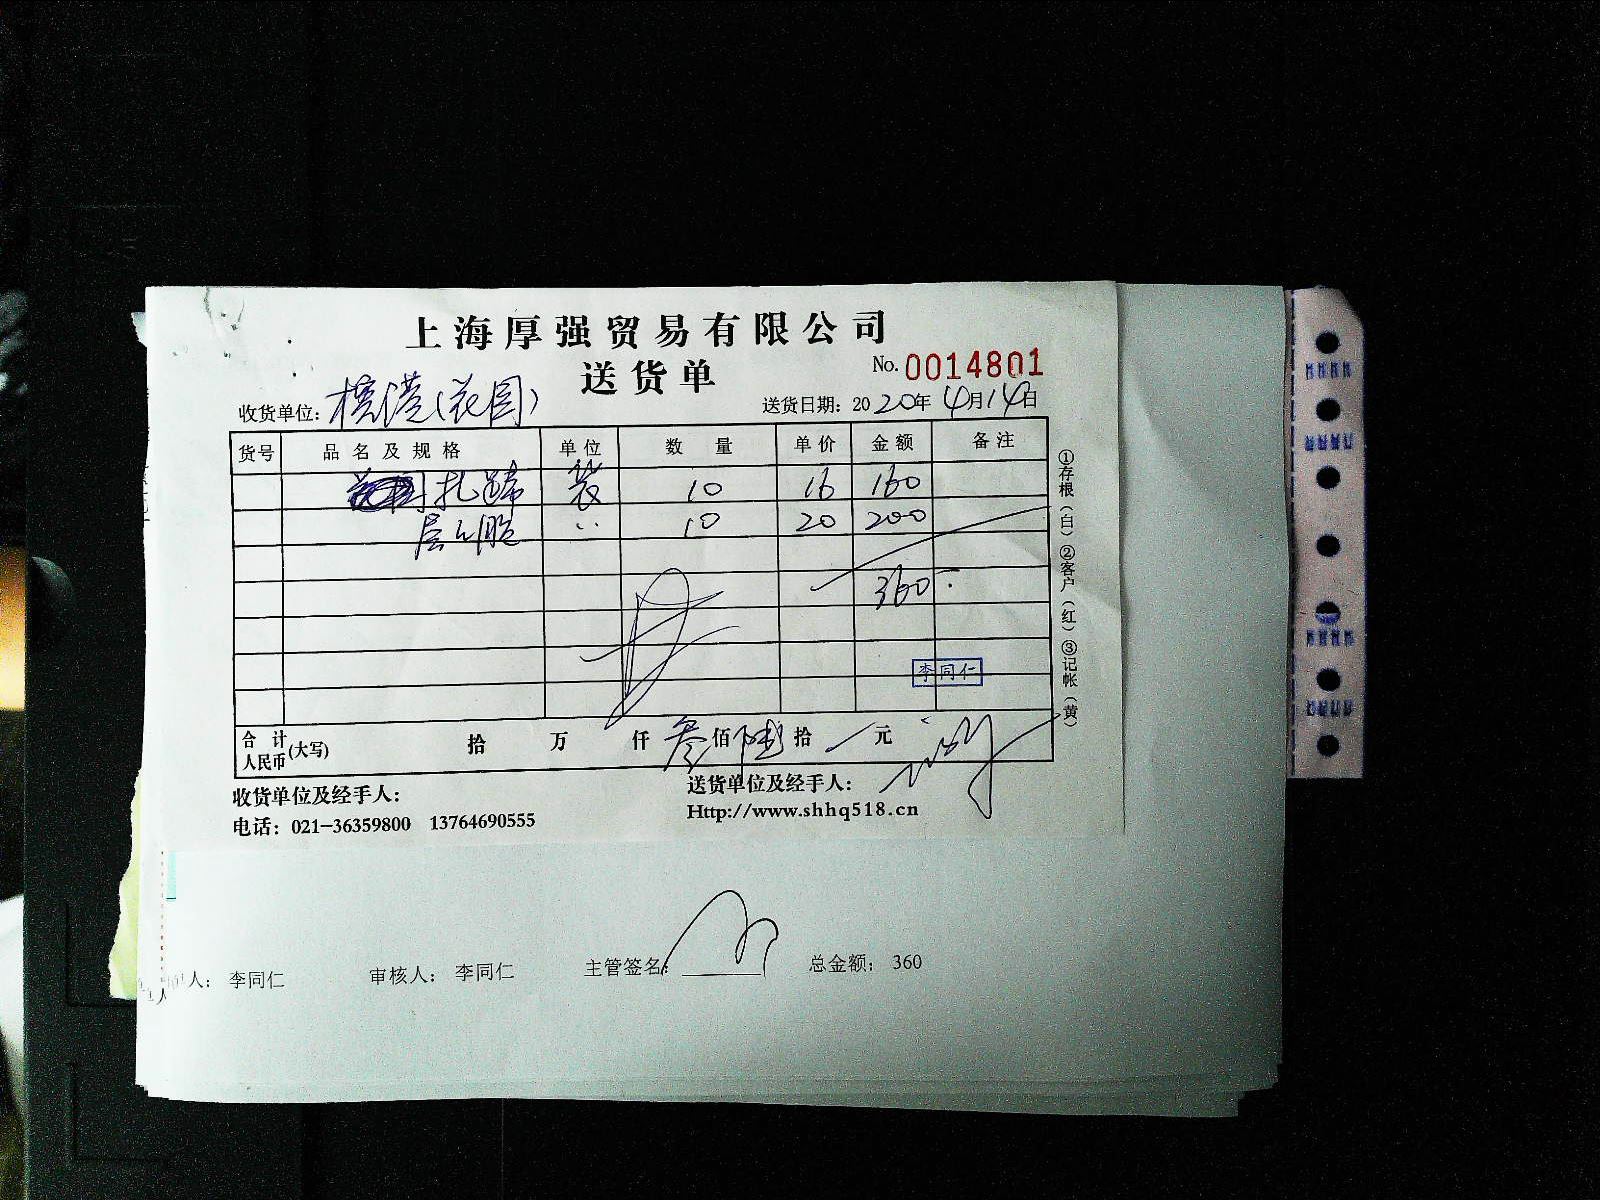 上海厚强贸易有限公司
送货单
No. 0014801
收货单位: (花园)
送货日期: 2020年4月14日
货号 品名及规格 单位 数量 单价 金额 备注
扎蹄 袋 10 16 160
10 20 200
360
李同仁
合计人民币(大写) 拾 万 仟 叁佰陆拾 元
收货单位及经手人:
送货单位及经手人:
电话: 021-36359800 13764690555
Http://www.shhq518.cn
①存根(白)②客户(红)③记帐(黄)
人: 李同仁 审核人: 李同仁 主管签名: 总金额: 360